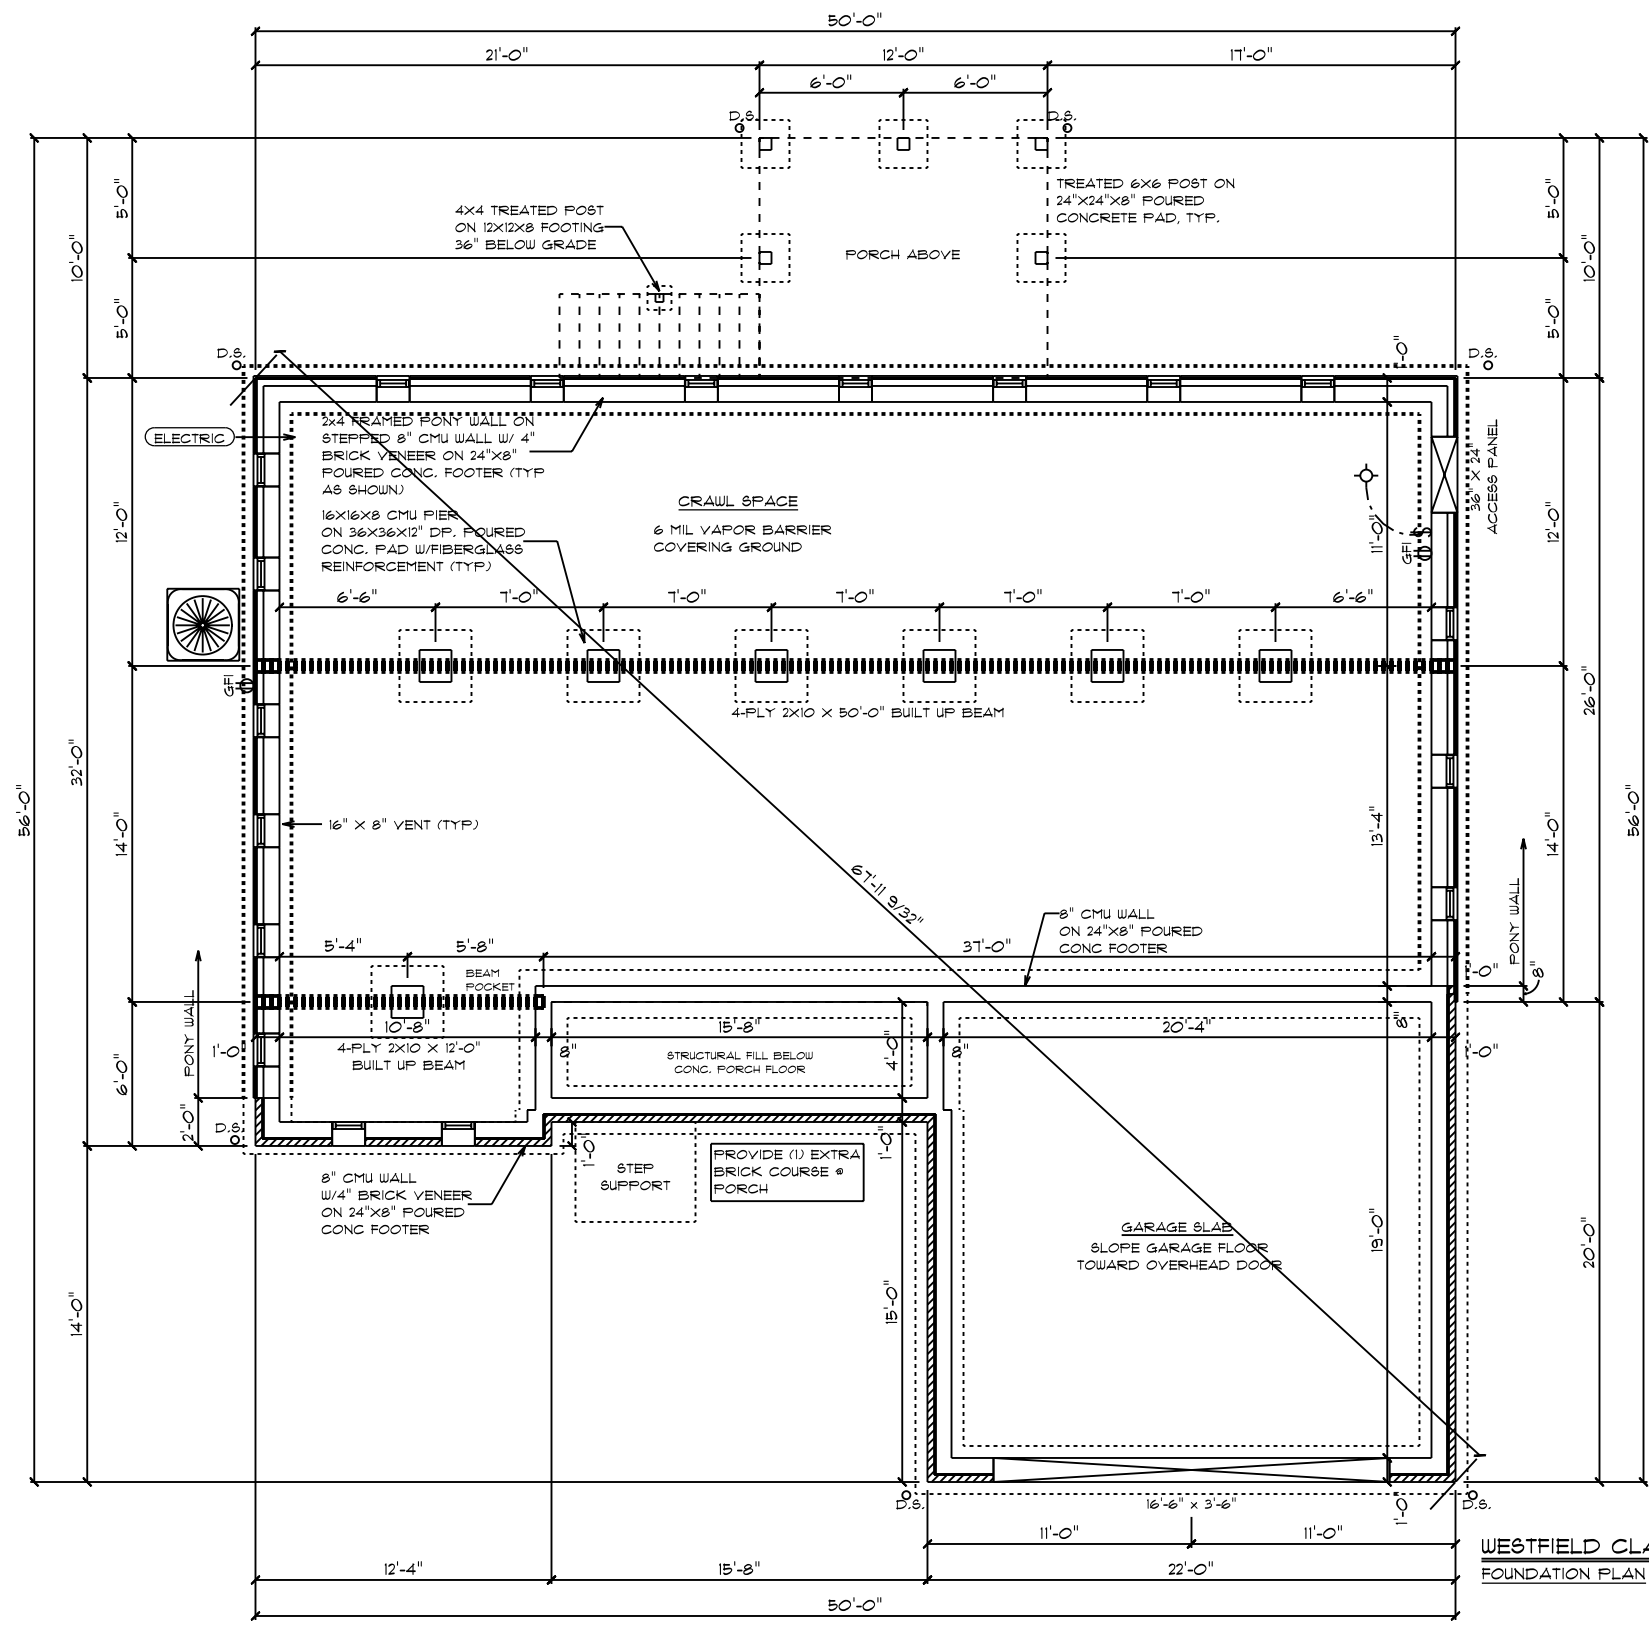 50'-0"
21'-0"
12'-0"
17'-0"
6'-0"
6'-0"
D.S.
D.S.
TREATED 6X6 POST ON
24"X24"X8" POURED
CONCRETE PAD, TYP.
4X4 TREATED POST
ON 12X12X8 FOOTING
36" BELOW GRADE
PORCH ABOVE
5'-0"
10'-0"
5'-0"
5'-0"
10'-0"
5'-0"
D.S.
1'-0"
D.S.
ELECTRIC
2x4 FRAMED PONY WALL ON
STEPPED 8" CMU WALL W/ 4"
BRICK VENEER ON 24"X8"
POURED CONC. FOOTER (TYP
AS SHOWN)
16X16X8 CMU PIER
ON 36X36X12" DP. POURED
CONC. PAD W/FIBERGLASS
REINFORCEMENT (TYP)
CRAWL SPACE
6 MIL VAPOR BARRIER
COVERING GROUND
36" X 24"
ACCESS PANEL
12'-0"
11'-0"
GFI
12'-0"
6'-6"
7'-0"
7'-0"
7'-0"
7'-0"
7'-0"
6'-6"
GFI
4-PLY 2X10 X 50'-0" BUILT UP BEAM
26'-0"
32'-0"
56'-0"
14'-0"
16" X 8" VENT (TYP)
13'-4"
14'-0"
56'-0"
67'-11 9/32"
PONY WALL
8" CMU WALL
ON 24"X8" POURED
CONC FOOTER
5'-4"
5'-8"
37'-0"
BEAM
POCKET
1'-0"
8"
PONY WALL
10'-8"
15'-8"
20'-4"
8"
1'-0"
4-PLY 2X10 X 12'-0"
BUILT UP BEAM
8"
STRUCTURAL FILL BELOW
CONC. PORCH FLOOR
4'-0"
8"
1'-0"
6'-0"
2'-0"
D.S.
1'-0"
1'-0"
STEP
SUPPORT
PROVIDE (1) EXTRA
BRICK COURSE @
PORCH
8" CMU WALL
W/4" BRICK VENEER
ON 24"X8" POURED
CONC FOOTER
GARAGE SLAB
SLOPE GARAGE FLOOR
TOWARD OVERHEAD DOOR
19'-0"
20'-0"
14'-0"
15'-0"
D.S.
16'-6" x 3'-6"
1'-0"
D.S.
11'-0"
11'-0"
12'-4"
15'-8"
22'-0"
50'-0"
WESTFIELD
FOUNDATION PLAN